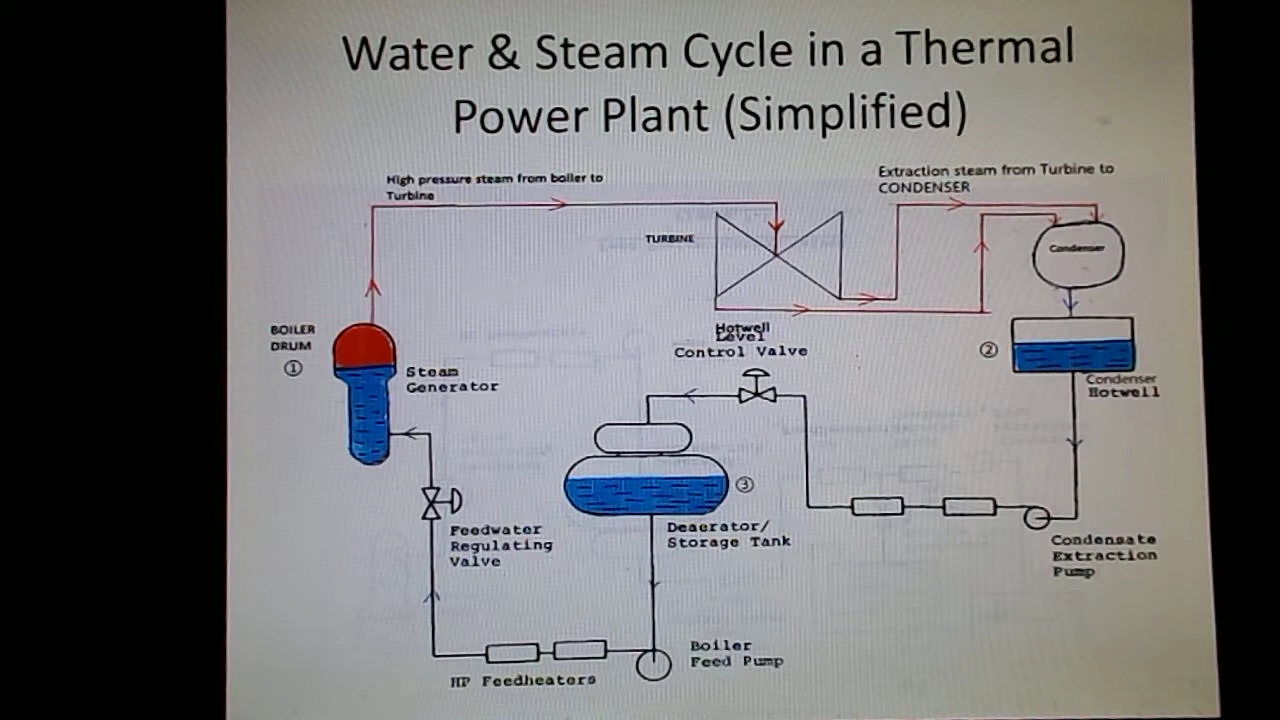 Water & Steam Cycle in a Thermal
Power Plant (Simplified)
High pressure steam from boiler to
Turbine
Extraction steam from Turbine to
CONDENSER
TURBINE
Condenser
BOILER
DRUM
①
Steam
Generator
Hotwell
Level
Control Valve
②
Condenser
Hotwell
③
Deaerator/
Storage Tank
Feedwater
Regulating
Valve
Condensate
Extraction
Pump
Boiler
Feed Pump
HP Feedheaters